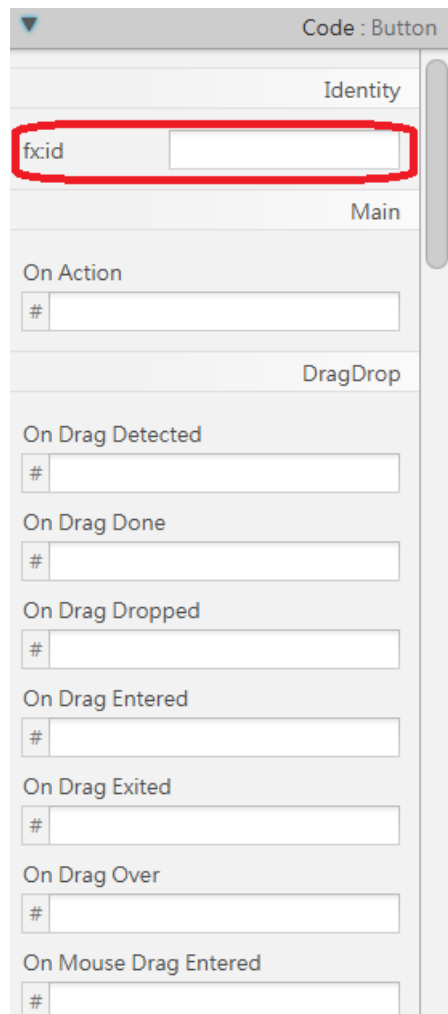 Code : Button
Identity
fx:id
Main
On Action
#
DragDrop
On Drag Detected
#
On Drag Done
#
On Drag Dropped
#
On Drag Entered
#
On Drag Exited
#
On Drag Over
#
On Mouse Drag Entered
#